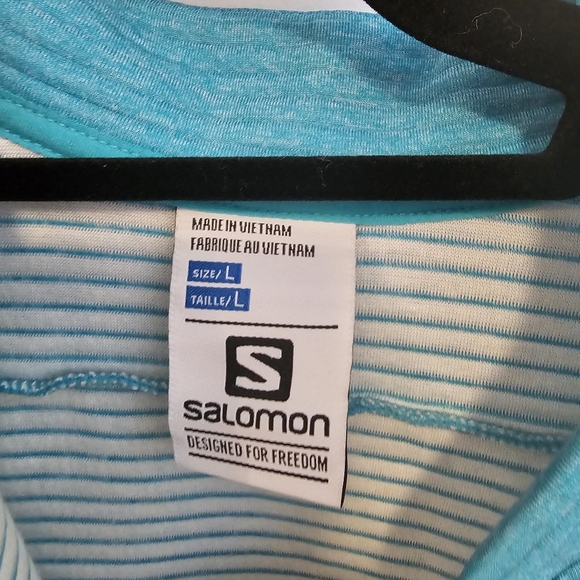 MADE IN VIETNAM
FABRIQUE AU VIETNAM
SIZE/ L
TAILLE/ L
S
SALOMON
DESIGNED FOR FREEDOM